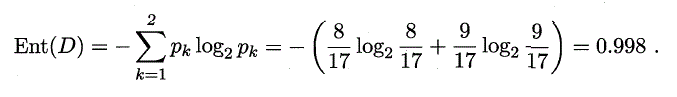 Ent(D) = − ∑_{k=1}^{2} p_k log_2 p_k = − ( 8/17 log_2 8/17 + 9/17 log_2 9/17 ) = 0.998 .